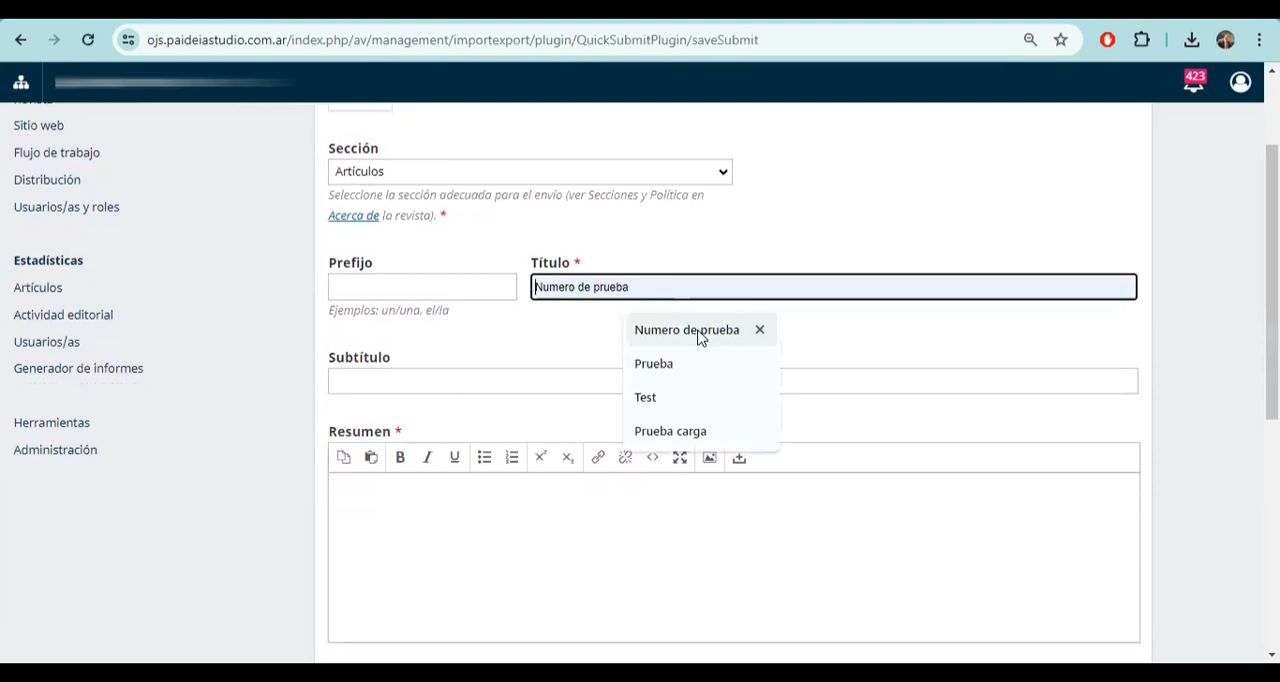 ojs.paideiastudio.com.ar/index.php/av/management/importexport/plugin/QuickSubmitPlugin/saveSubmit
423
Revista
Sitio web
Flujo de trabajo
Distribución
Usuarios/as y roles
Estadísticas
Artículos
Actividad editorial
Usuarios/as
Generador de informes
Herramientas
Administración
Sección
Artículos
Seleccione la sección adecuada para el envío (ver Secciones y Política en
Acerca de la revista). *
Prefijo
Título *
Numero de prueba
Ejemplos: un/una, el/la
Numero de prueba
Prueba
Test
Prueba carga
Subtítulo
Resumen *